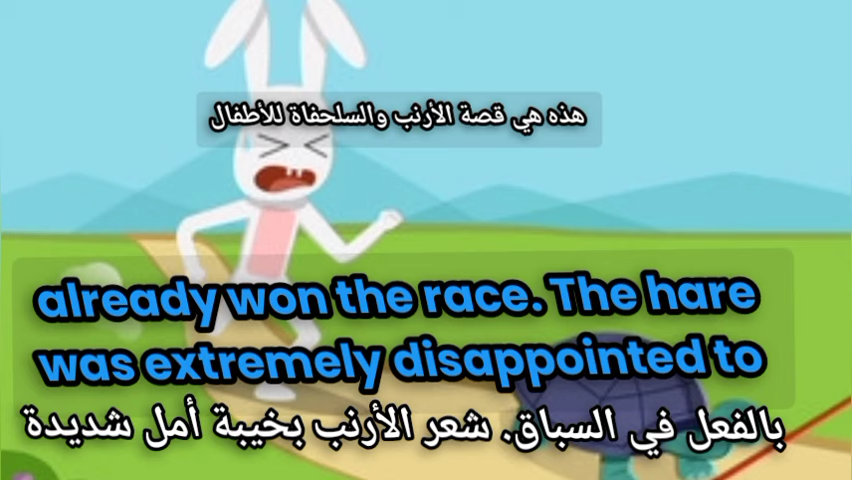 هذه هي قصة الأرنب والسلحفاة للأطفال
already won the race. The hare
was extremely disappointed to
بالفعل في السباق. شعر الأرنب بخيبة أمل شديدة